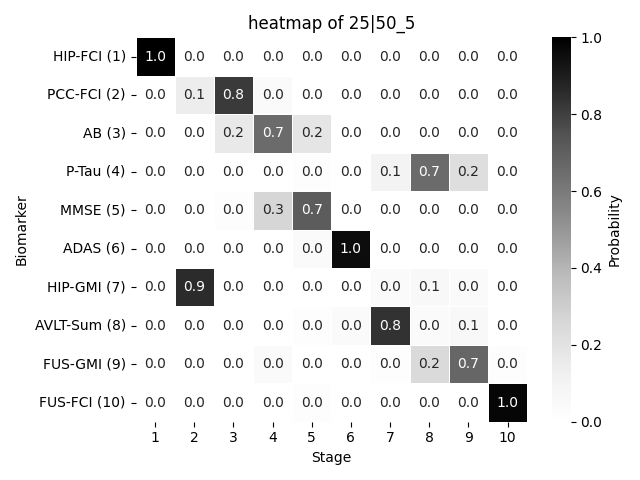 heatmap of 25|50_5
HIP-FCI (1) 1.0 0.0 0.0 0.0 0.0 0.0 0.0 0.0 0.0 0.0
PCC-FCI (2) 0.0 0.1 0.8 0.0 0.0 0.0 0.0 0.0 0.0 0.0
AB (3) 0.0 0.0 0.2 0.7 0.2 0.0 0.0 0.0 0.0 0.0
P-Tau (4) 0.0 0.0 0.0 0.0 0.0 0.0 0.1 0.7 0.2 0.0
MMSE (5) 0.0 0.0 0.0 0.3 0.7 0.0 0.0 0.0 0.0 0.0
ADAS (6) 0.0 0.0 0.0 0.0 0.0 1.0 0.0 0.0 0.0 0.0
HIP-GMI (7) 0.0 0.9 0.0 0.0 0.0 0.0 0.0 0.1 0.0 0.0
AVLT-Sum (8) 0.0 0.0 0.0 0.0 0.0 0.0 0.8 0.0 0.1 0.0
FUS-GMI (9) 0.0 0.0 0.0 0.0 0.0 0.0 0.0 0.2 0.7 0.0
FUS-FCI (10) 0.0 0.0 0.0 0.0 0.0 0.0 0.0 0.0 0.0 1.0
1 2 3 4 5 6 7 8 9 10
Stage
Biomarker
1.0
0.8
0.6
0.4
0.2
0.0
Probability